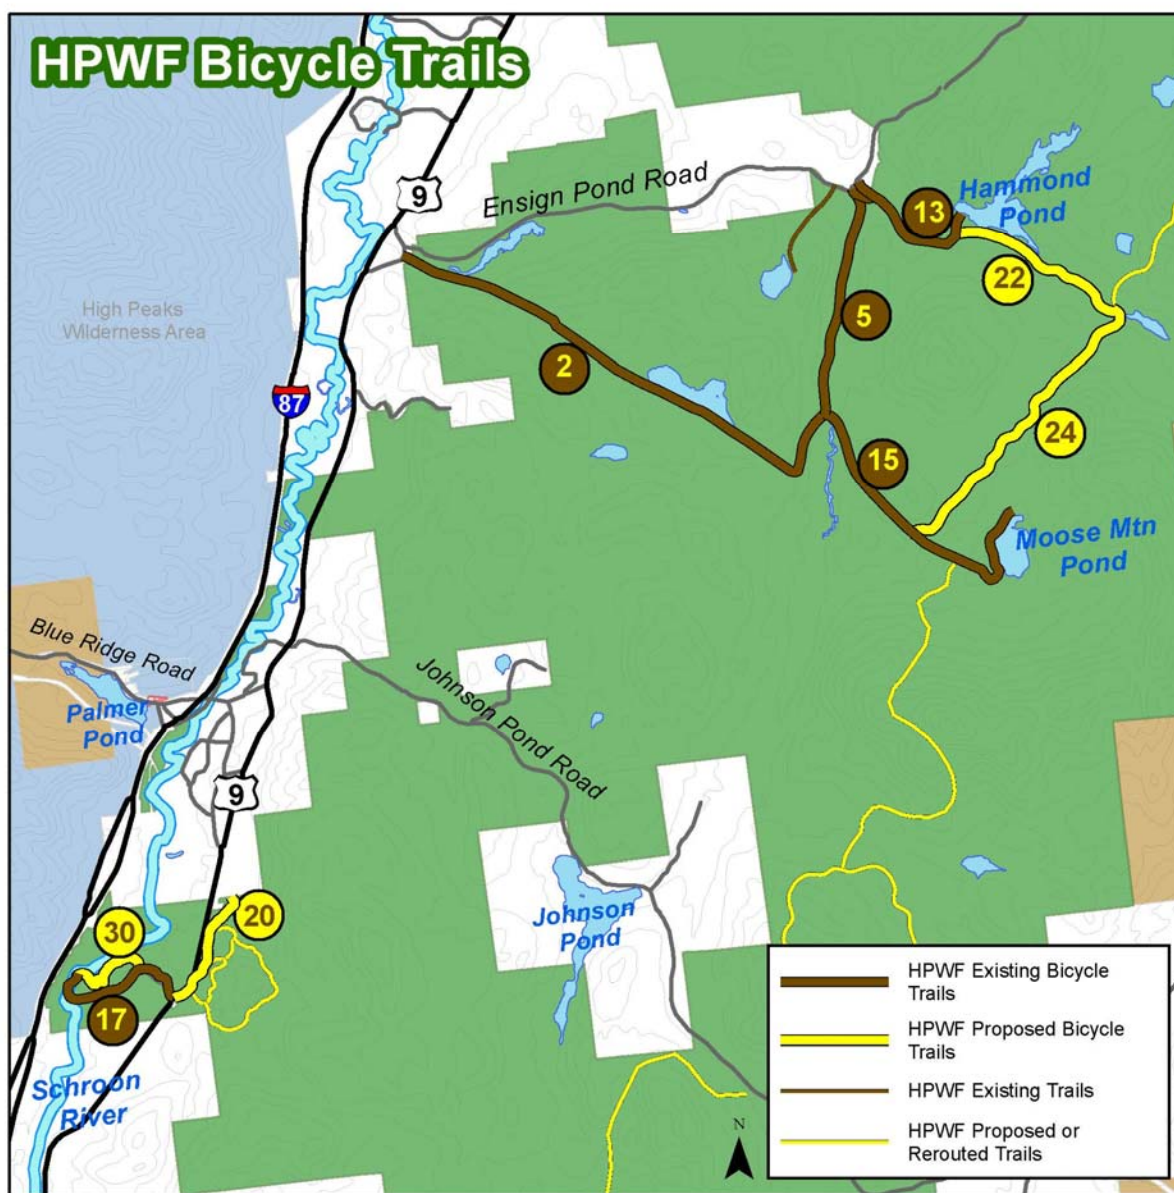 HPWF Bicycle Trails
9
Ensign Pond Road
13
Hammond
Pond
22
High Peaks
Wilderness Area
5
2
87
24
15
Moose Mtn
Pond
Blue Ridge Road
Johnson Pond Road
Palmer
Pond
9
20
30
Johnson
Pond
17
Schroon
River
N
HPWF Existing Bicycle
Trails
HPWF Proposed Bicycle
Trails
HPWF Existing Trails
HPWF Proposed or
Rerouted Trails